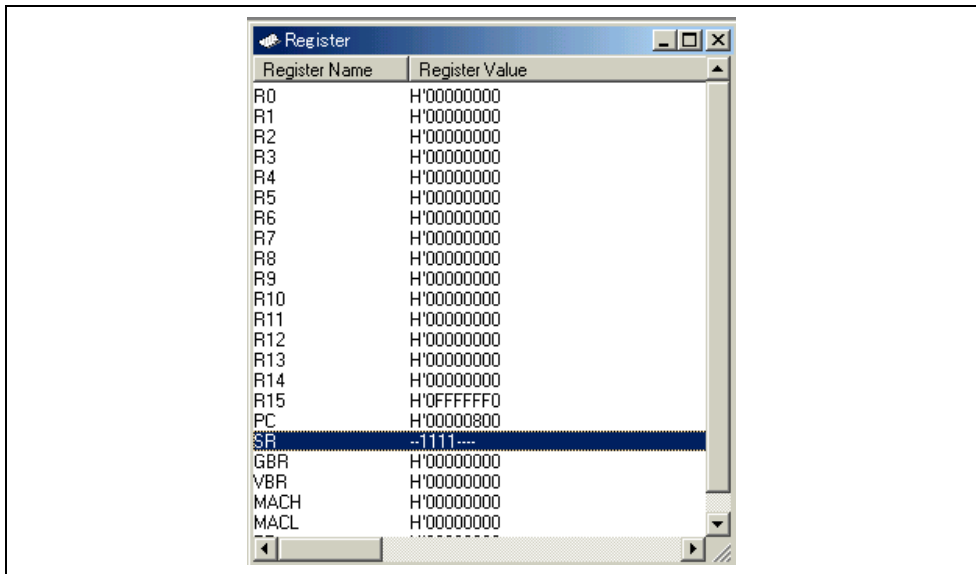 Register
Register Name Register Value
R0 H'00000000
R1 H'00000000
R2 H'00000000
R3 H'00000000
R4 H'00000000
R5 H'00000000
R6 H'00000000
R7 H'00000000
R8 H'00000000
R9 H'00000000
R10 H'00000000
R11 H'00000000
R12 H'00000000
R13 H'00000000
R14 H'00000000
R15 H'0FFFFFF0
PC H'00000800
SR --1111----
GBR H'00000000
VBR H'00000000
MACH H'00000000
MACL H'00000000